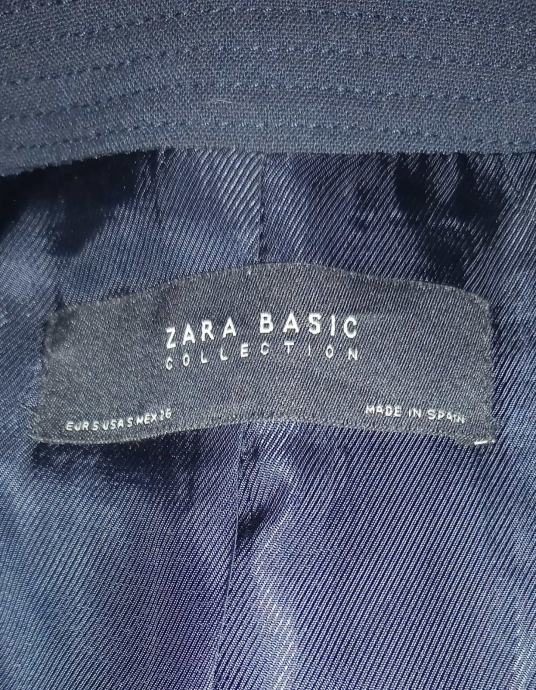 ZARA BASIC
COLLECTION
EUR S USA S MEX 26
MADE IN SPAIN